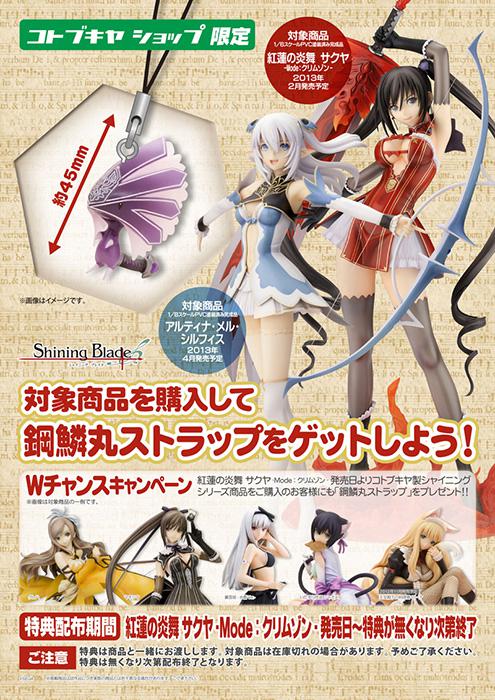 コトブキヤ ショップ 限定
対象商品
1/8スケールPVC塗装済み完成品
紅蓮の炎舞 サクヤ
-Mode:クリムゾン-
2013年
2月発売予定
約45mm
※画像はイメージです。
対象商品
1/8スケールPVC塗装済み完成品
アルティナ・メル・
シルフィス
2013年
4月発売予定
Shining Blade
対象商品を購入して
鋼鱗丸ストラップをゲットしよう!
Wチャンスキャンペーン
紅蓮の炎舞 サクヤ -Mode:クリムゾン- 発売日よりコトブキヤ製シャイニング
シリーズ商品をご購入のお客様にも「鋼鱗丸ストラップ」をプレゼント!!
※画像は対象商品の一例です。
特典配布期間
紅蓮の炎舞 サクヤ -Mode:クリムゾン- 発売日〜特典が無くなり次第終了
ご注意
特典は商品と一緒にお渡しします。対象商品は在庫切れの場合があります。予めご了承ください。
特典は無くなり次第配布終了となります。